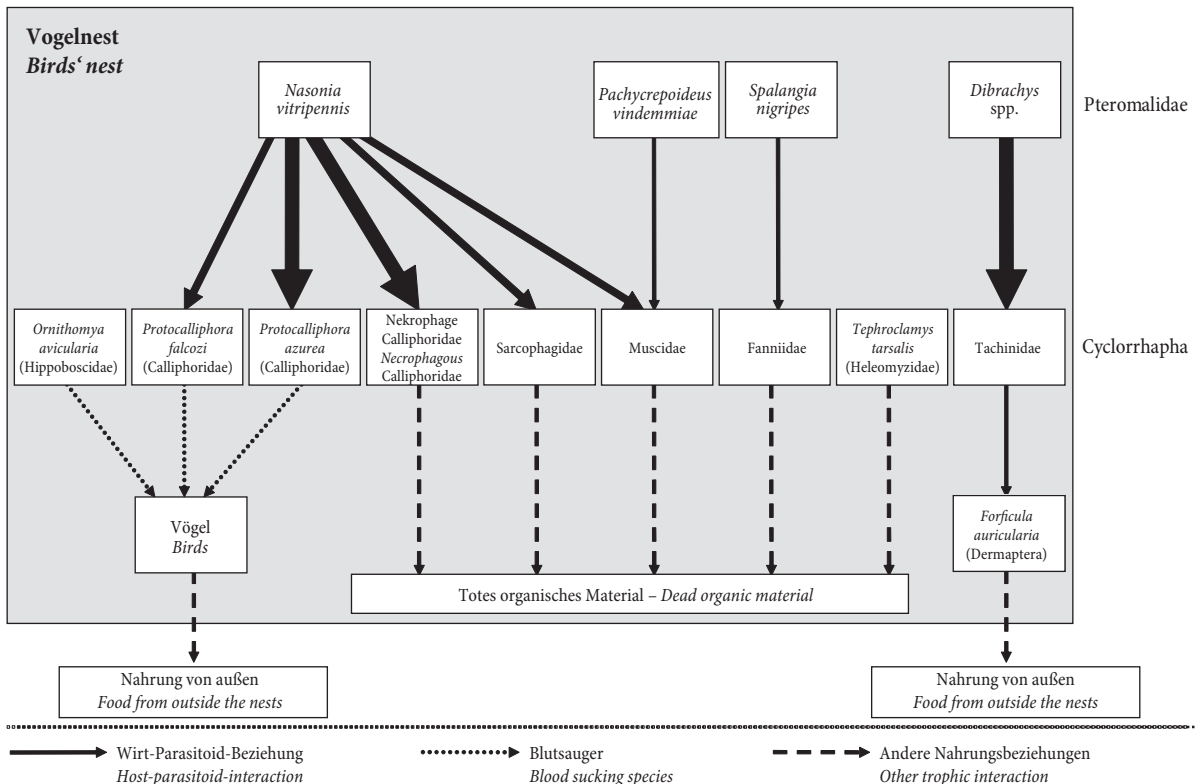 Vogelnest
Birds‘ nest
Nasonia
vitripennis
Pachycrepoideus
vindemmiae
Spalangia
nigripes
Dibrachys
spp.
Pteromalidae
Ornithomya
avicularia
(Hippoboscidae)
Protocalliphora
falcozi
(Calliphoridae)
Protocalliphora
azurea
(Calliphoridae)
Nekrophage
Calliphoridae
Necrophagous
Calliphoridae
Sarcophagidae
Muscidae
Fanniidae
Tephroclamys
tarsalis
(Heleomyzidae)
Tachinidae
Cyclorrhapha
Vögel
Birds
Forficula
auricularia
(Dermaptera)
Totes organisches Material – Dead organic material
Nahrung von außen
Food from outside the nests
Nahrung von außen
Food from outside the nests
Wirt-Parasitoid-Beziehung
Host-parasitoid-interaction
Blutsauger
Blood sucking species
Andere Nahrungsbeziehungen
Other trophic interaction